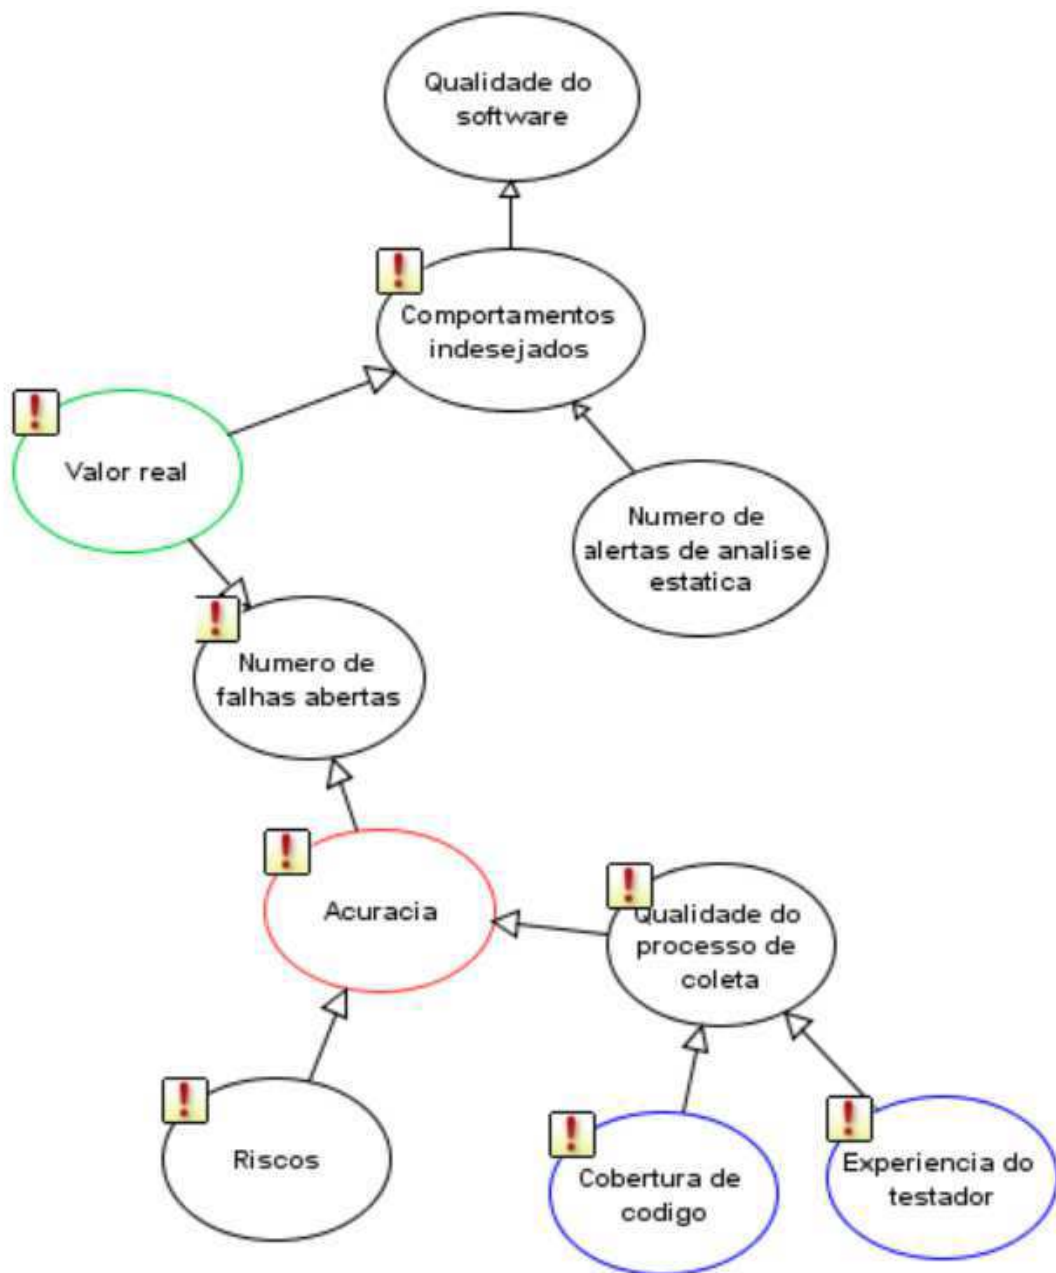 Qualidade do
software
Comportamentos
indesejados
Valor real
Numero de
alertas de analise
estatica
Numero de
falhas abertas
Acuracia
Qualidade do
processo de
coleta
Riscos
Cobertura de
codigo
Experiencia do
testador